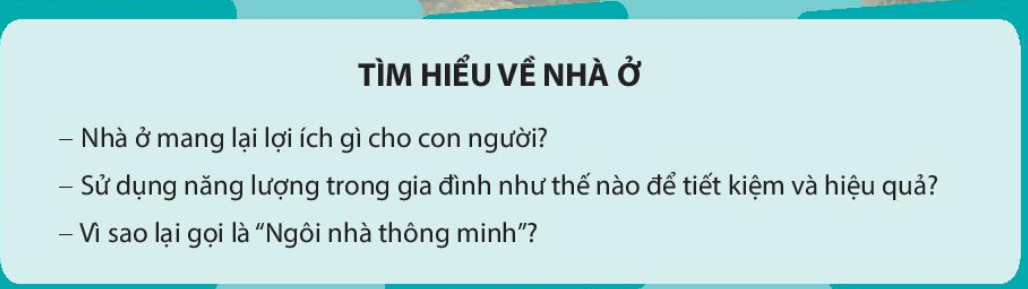 TÌM HIỂU VỀ NHÀ Ở
– Nhà ở mang lại lợi ích gì cho con người?
– Sử dụng năng lượng trong gia đình như thế nào để tiết kiệm và hiệu quả?
– Vì sao lại gọi là “Ngôi nhà thông minh”?